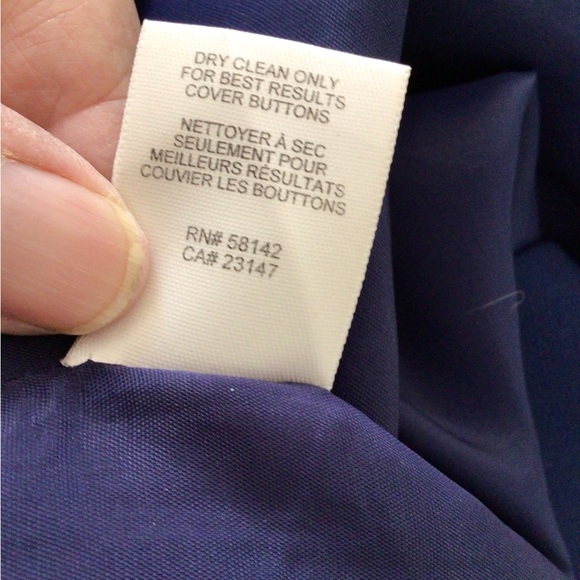 DRY CLEAN ONLY
FOR BEST RESULTS
COVER BUTTONS
NETTOYER À SEC
SEULEMENT POUR
MEILLEURS RÉSULTATS
COUVIER LES BOUTTONS
RN# 58142
CA# 23147